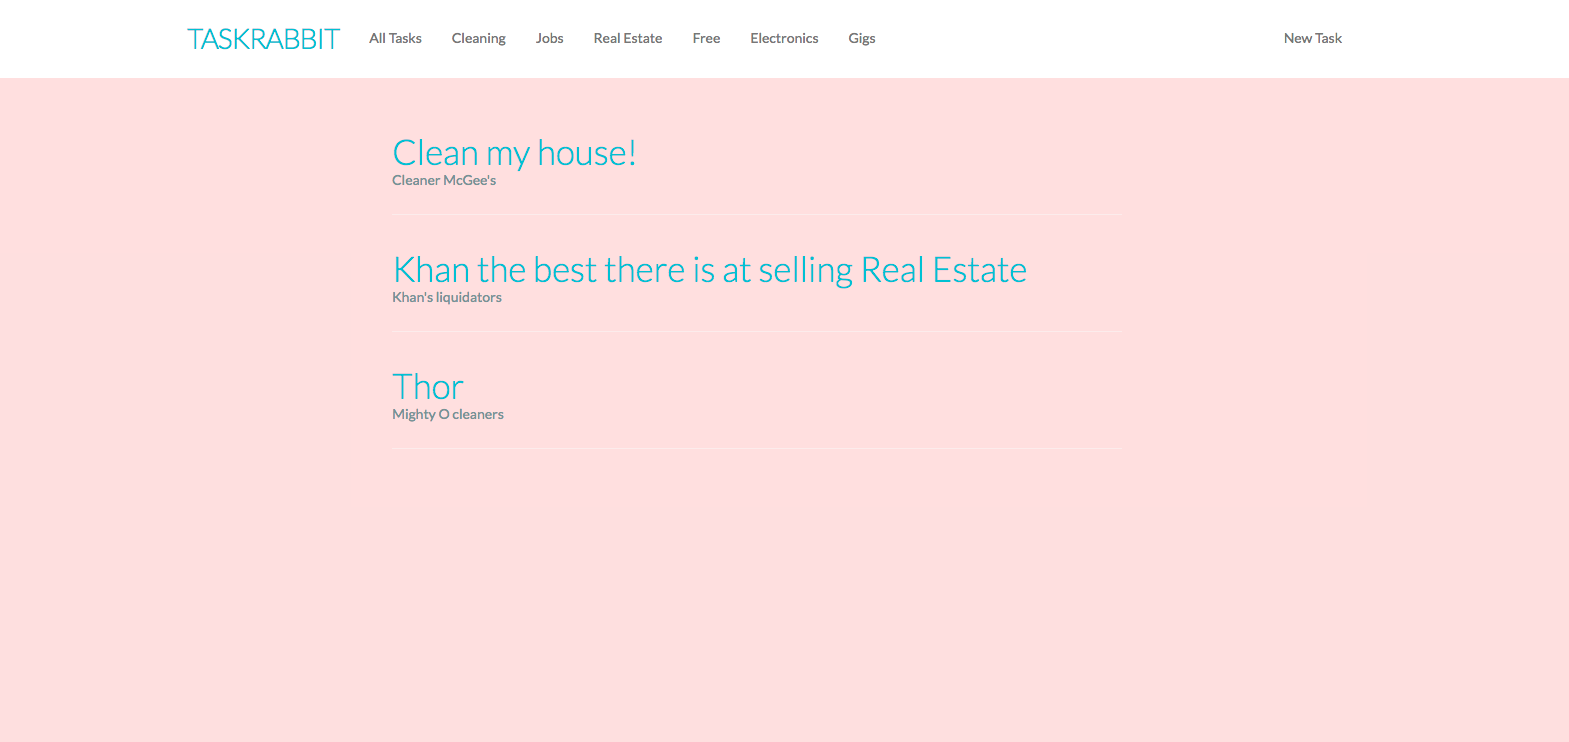 TASKRABBIT All Tasks Cleaning Jobs Real Estate Free Electronics Gigs New Task
Clean my house!
Cleaner McGee's
Khan the best there is at selling Real Estate
Khan's liquidators
Thor
Mighty O cleaners